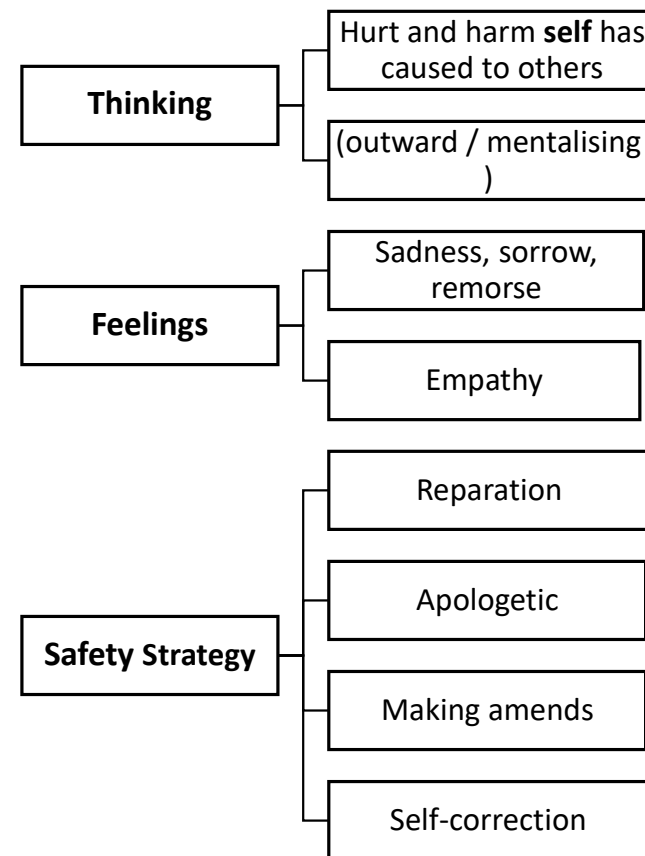 Thinking
Hurt and harm self has
caused to others
(outward / mentalising
)
Feelings
Sadness, sorrow,
remorse
Empathy
Safety Strategy
Reparation
Apologetic
Making amends
Self-correction